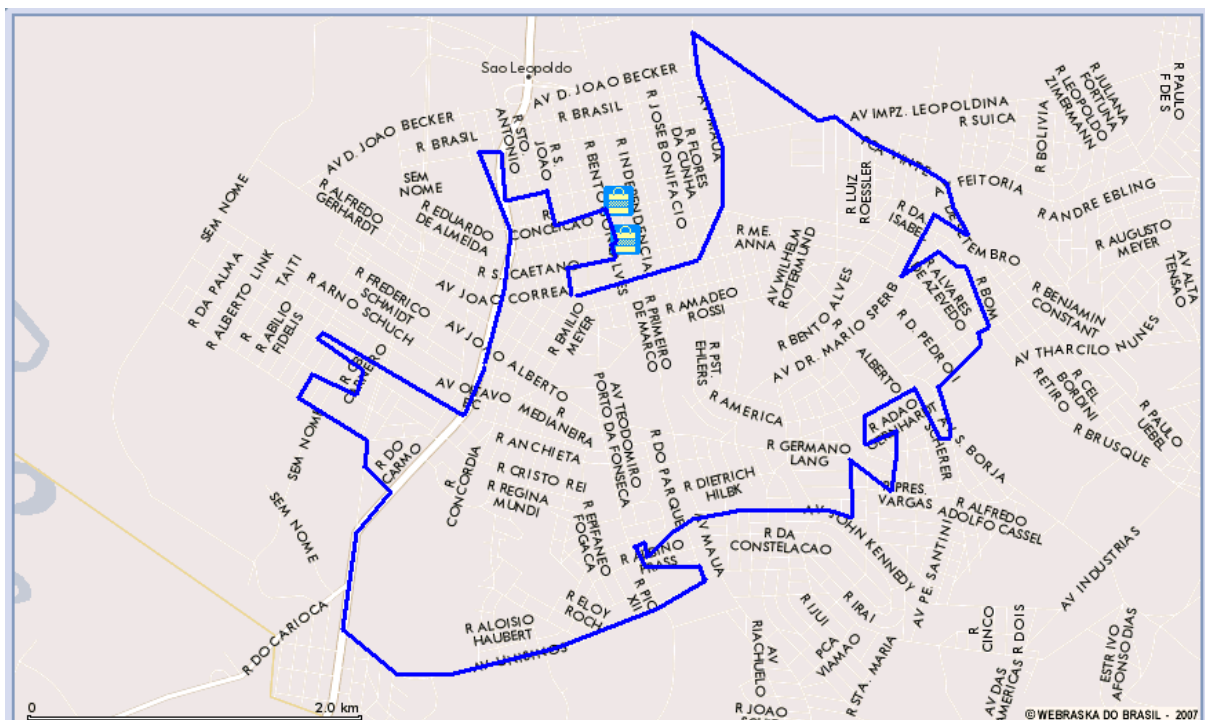 Sao Leopoldo
AV D. JOAO BECKER
R BRASIL
AV D. JOAO BECKER
R BRASIL
R STO.
ANTONIO
R S.
JOAO
R BENTO
R INDEPENDENCIA
R JOSE BONIFACIO
R FLORES
DA CUNHA
AV MAUA
AV IMPZ. LEOPOLDINA
R SUICA
R BOLIVIA
R LEOPOLDO
ZIMERMANN
R JULIANA
FORTUNA
R PAULO
F DES
FEITORIA
R ANDRE EBLING
R AUGUSTO
MEYER
AV ALTA
TENSAO
R LUIZ
ROESSLER
R DA
ISABEL
SEM NOME
R ALFREDO
GERHARDT
SEM
NOME
R EDUARDO
DE ALMEIDA
CONCEICAO
R S. CAETANO
AV JOAO CORREA
R ME.
ANNA
AV WILHELM
ROTERMUND
R BENTO ALVES
AV DR. MARIO SPERB
R ALVARES
DE AZEVEDO
R BOM
R D. PEDRO II
R BENJAMIN
CONSTANT
AV THARCILO NUNES
R DA PALMA
R ALBERTO LINK
R TAITI
R ABILIO
FIDELIS
R ARNO SCHUCH
R FREDERICO
SCHMIDT
AV JOAO ALBERTO
R EMILIO
MEYER
R PRIMEIRO
DE MARCO
R AMADEO
ROSSI
R PST.
EHLERS
R AMERICA
ALBERTO
R RETIRO
R CEL
BORDINI
R BRUSQUE
R PAULO
UEBEL
SEM NOME
R DO
CARMO
AV OCTAVO MEDIANEIRA
R ANCHIETA
R CRISTO REI
R REGINA
MUNDI
R
CONCORDIA
AV TEODOMIRO
PORTO DA FONSECA
R DO PARQUE
R DIETRICH
HILBK
R GERMANO
LANG
R ADAO
SCHERER
AV S. BORJA
R PRES.
VARGAS
R ALFREDO
ADOLFO CASSEL
SEM NOME
R EPIFANEO
FOGACA
AV MAUA
R DA
CONSTELACAO
AV JOHN KENNEDY
AV PE. SANTINI
AV INDUSTRIAS
R PIO
XII
R ELOY
ROCH
R ALOISIO
HAUBERT
AV UNISINOS
R DO CARIOCA
R IJUI
R IRAI
PCA
VIAMAO
R STA. MARIA
AV
RIACHUELO
R JOAO
R
CINCO
R DOIS
AV DAS
AMERICAS
ESTR IVO
AFONSO DIAS
0 2.0 km
© WEBRASKA DO BRASIL - 2007